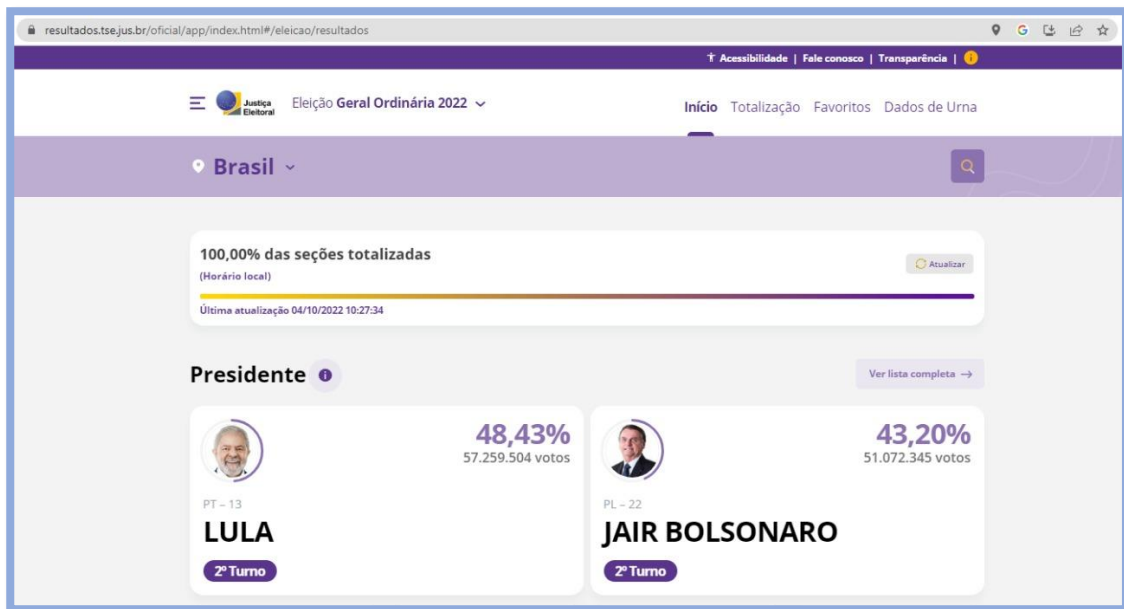 resultados.tse.jus.br/oficial/app/index.html#/eleicao/resultados
Acessibilidade | Fale conosco | Transparência |
Justiça
Eleitoral
Eleição Geral Ordinária 2022
Início Totalização Favoritos Dados de Urna
Brasil
100,00% das seções totalizadas
(Horário local)
Atualizar
Última atualização 04/10/2022 10:27:34
Presidente
Ver lista completa →
48,43%
57.259.504 votos
PT – 13
LULA
2º Turno
43,20%
51.072.345 votos
PL – 22
JAIR BOLSONARO
2º Turno